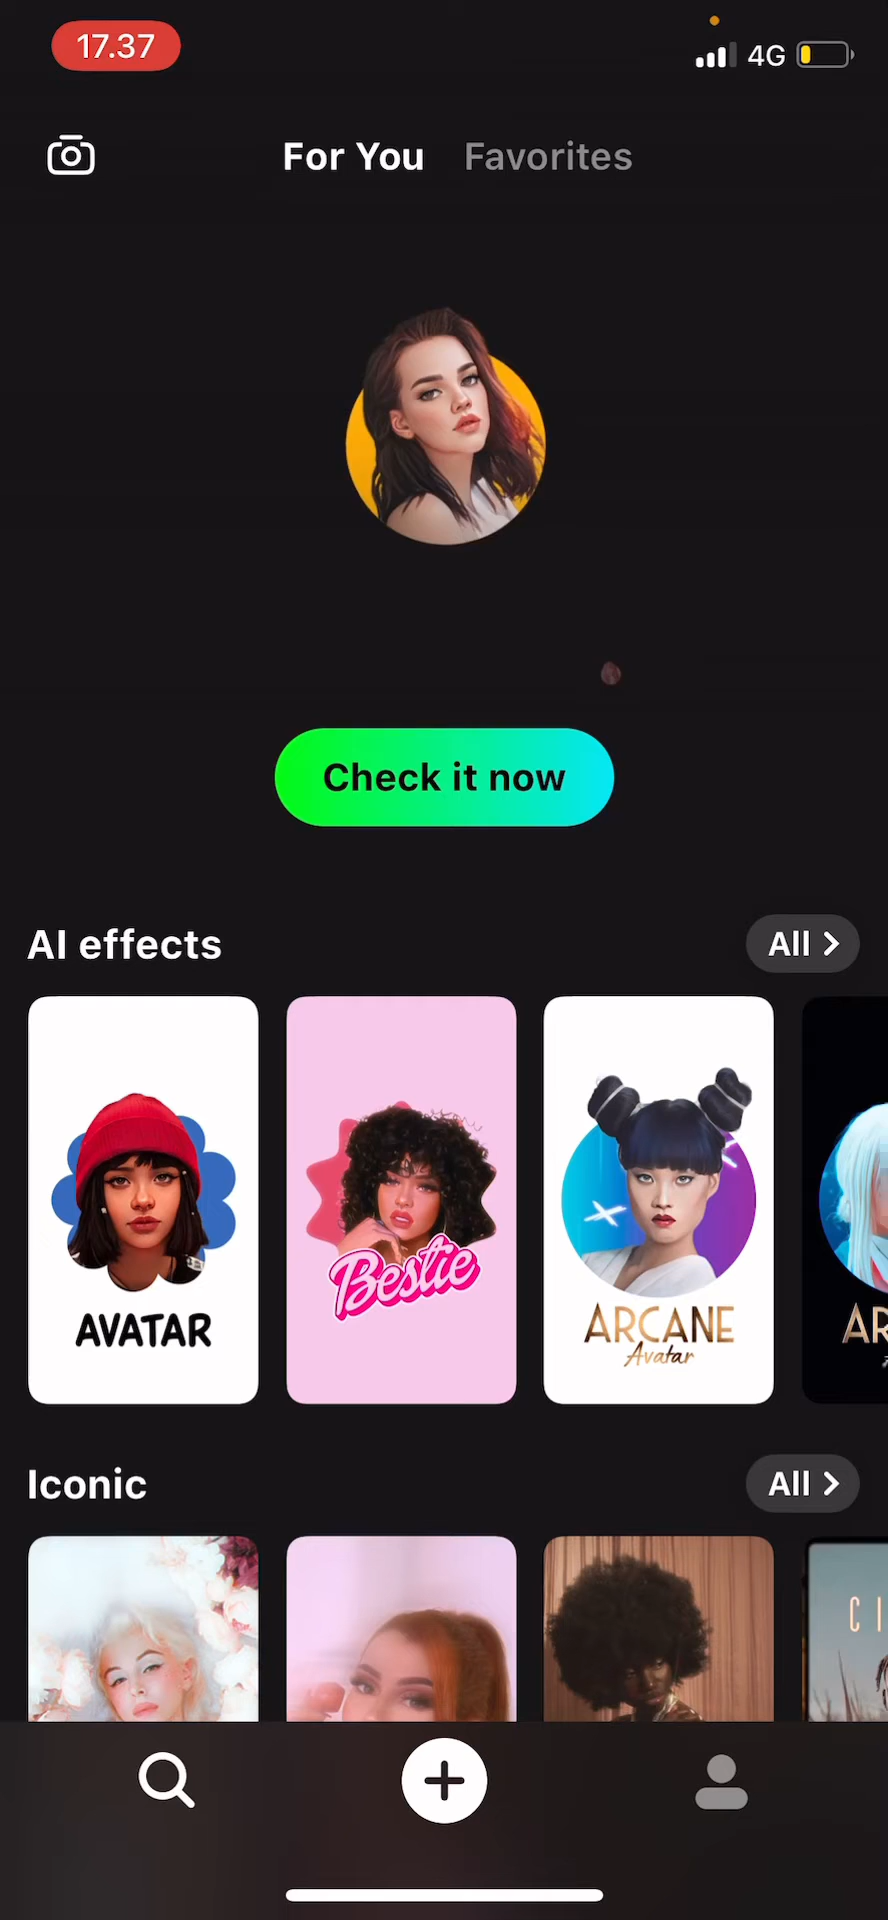 17.37
4G
For You
Favorites
Check it now
AI effects
All
AVATAR
Bestie
ARCANE
Avatar
AR
Iconic
All
CI